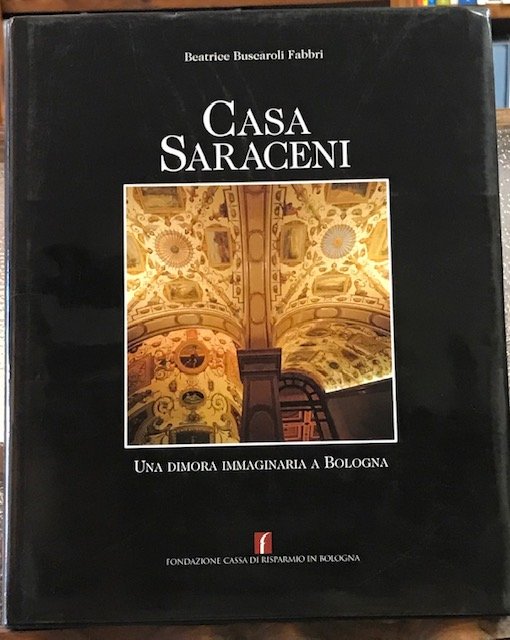 Beatrice Buscaroli Fabbri
CASA
SARACENI
UNA DIMORA IMMAGINARIA A BOLOGNA
f
FONDAZIONE CASSA DI RISPARMIO IN BOLOGNA